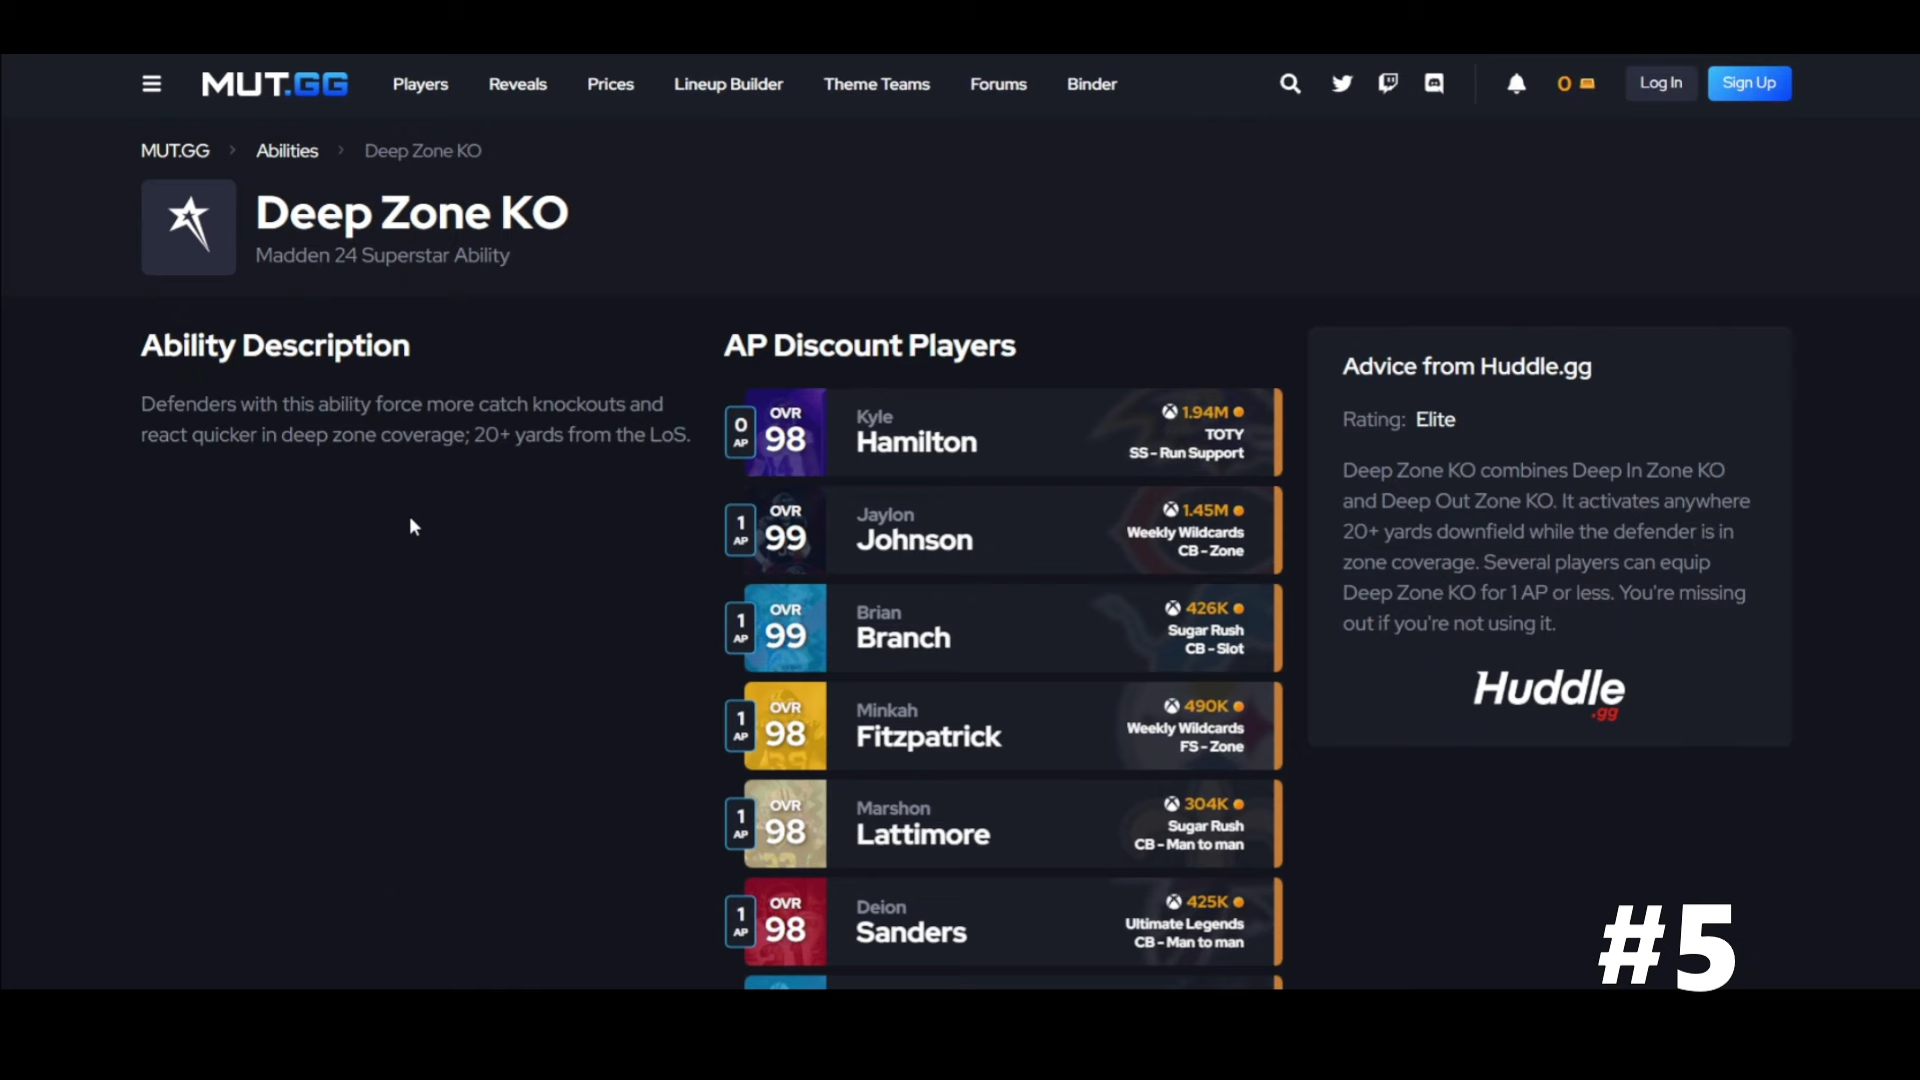 MUT.GG Players Reveals Prices Lineup Builder Theme Teams Forums Binder 0 Log In Sign Up
MUT.GG > Abilities > Deep Zone KO
Deep Zone KO
Madden 24 Superstar Ability
Ability Description
Defenders with this ability force more catch knockouts and
react quicker in deep zone coverage; 20+ yards from the LoS.
AP Discount Players
0 AP
OVR 98
Kyle
Hamilton
1.94M
TOTY
SS - Run Support
1 AP
OVR 99
Jaylon
Johnson
1.45M
Weekly Wildcards
CB - Zone
1 AP
OVR 99
Brian
Branch
426K
Sugar Rush
CB - Slot
1 AP
OVR 98
Minkah
Fitzpatrick
490K
Weekly Wildcards
FS - Zone
1 AP
OVR 98
Marshon
Lattimore
304K
Sugar Rush
CB - Man to man
1 AP
OVR 98
Deion
Sanders
425K
Ultimate Legends
CB - Man to man
Advice from Huddle.gg
Rating: Elite
Deep Zone KO combines Deep In Zone KO
and Deep Out Zone KO. It activates anywhere
20+ yards downfield while the defender is in
zone coverage. Several players can equip
Deep Zone KO for 1 AP or less. You're missing
out if you're not using it.
Huddle
.gg
#5